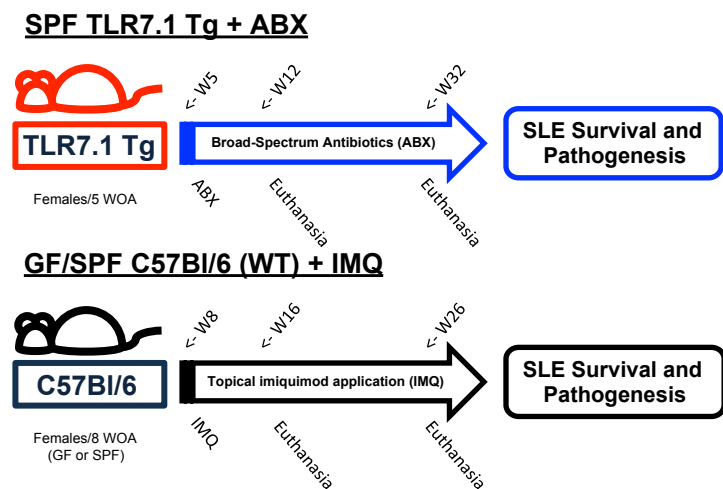 SPF TLR7.1 Tg + ABX
<- W5
<- W12
<- W32
TLR7.1 Tg
Broad-Spectrum Antibiotics (ABX)
SLE Survival and
Pathogenesis
Females/5 WOA
ABX
Euthanasia
Euthanasia
GF/SPF C57Bl/6 (WT) + IMQ
<- W8
<- W16
<- W26
C57Bl/6
Topical imiquimod application (IMQ)
SLE Survival and
Pathogenesis
Females/8 WOA
(GF or SPF)
IMQ
Euthanasia
Euthanasia